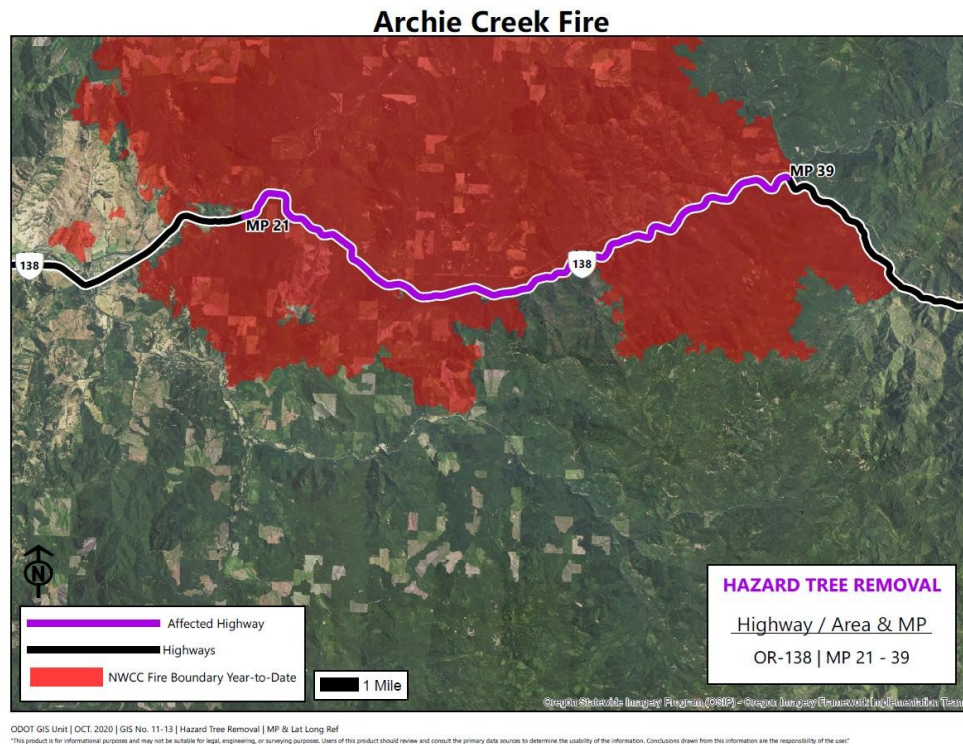 Archie Creek Fire
MP 39
MP 21
138
138
HAZARD TREE REMOVAL
Highway / Area & MP
OR-138 | MP 21 - 39
Affected Highway
Highways
NWCC Fire Boundary Year-to-Date
1 Mile
N
Oregon Statewide Imagery Program (OSIP) - Oregon Imagery Framework Implementation Team
ODOT GIS Unit | OCT. 2020 | GIS No. 11-13 | Hazard Tree Removal | MP & Lat Long Ref
"This product is for informational purposes and may not be suitable for legal, engineering, or surveying purposes. Users of this product should review and consult the primary data sources to determine the usability of the information. Conclusions drawn from this information are the responsibility of the user."